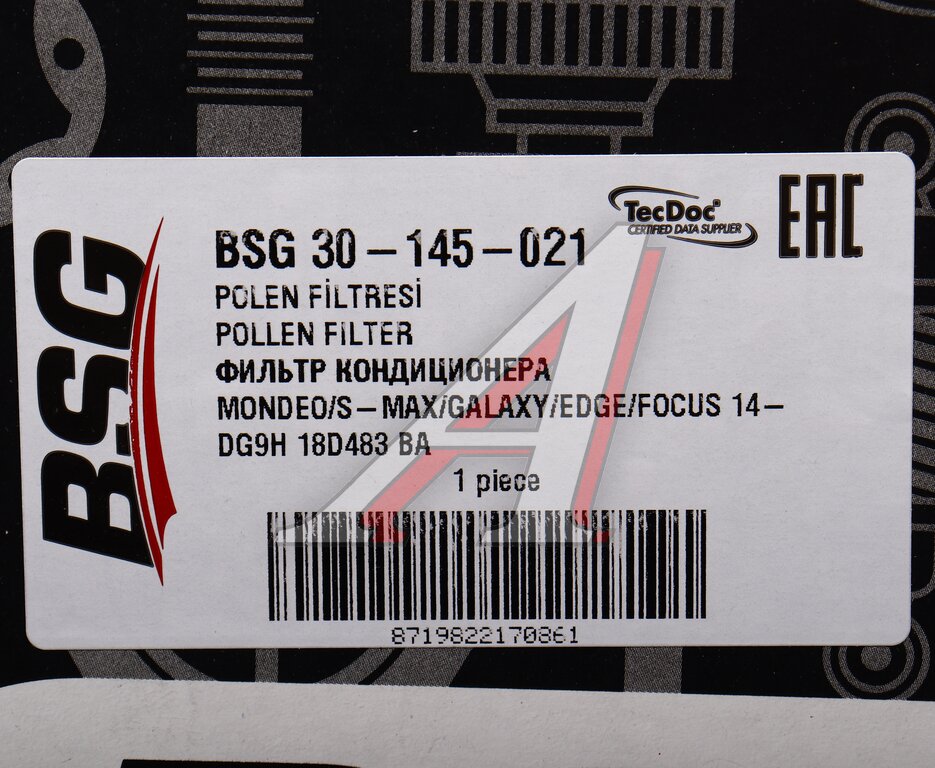 BSG
TecDoc
CERTIFIED DATA SUPPLIER
EAC
BSG 30-145-021
POLEN FİLTRESİ
POLLEN FILTER
ФИЛЬТР КОНДИЦИОНЕРА
MONDEO/S-MAX/GALAXY/EDGE/FOCUS 14-
DG9H 18D483 BA
1 piece
8719822170861